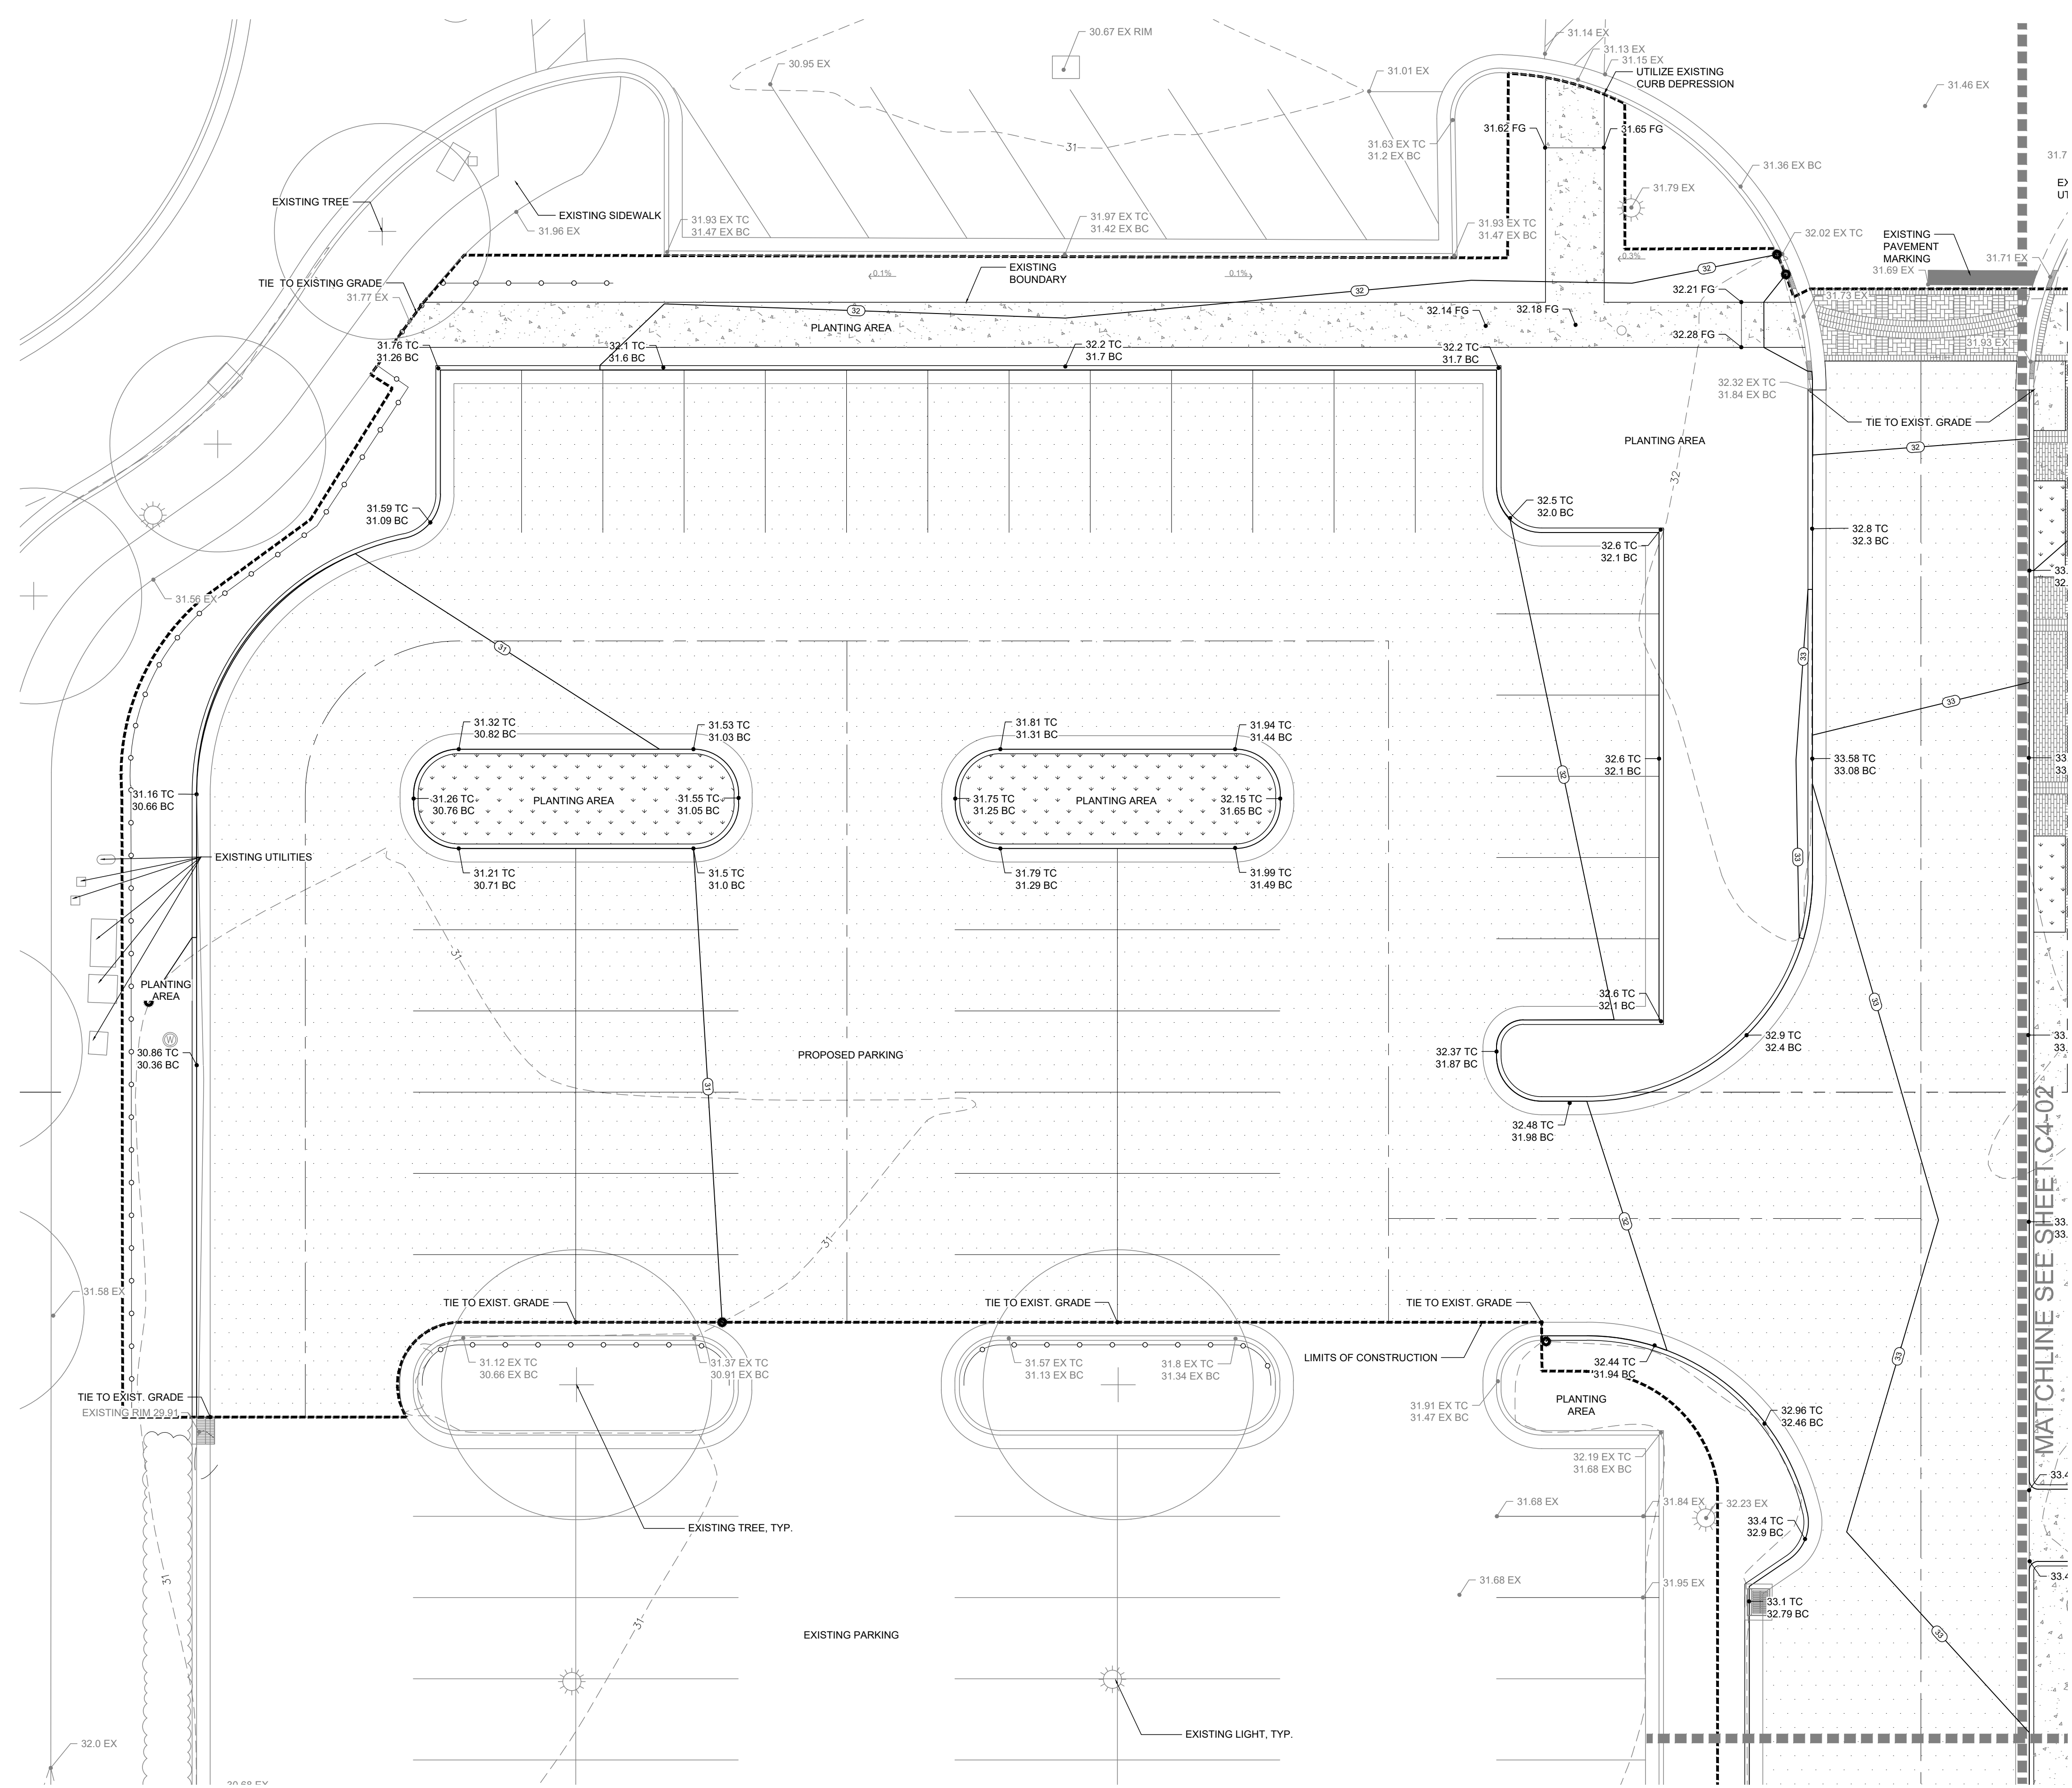 31.14 EX
31.13 EX
31.15 EX
UTILIZE EXISTING
CURB DEPRESSION
30.67 EX RIM
30.95 EX
31.01 EX
31.46 EX
31
31.62 FG
31.65 FG
31.63 EX TC
31.2 EX BC
31.36 EX BC
31.79 EX
EXISTING TREE
EXISTING SIDEWALK
31.96 EX
31.93 EX TC
31.47 EX BC
31.97 EX TC
31.42 EX BC
31.93 EX TC
31.47 EX BC
32.02 EX TC
EXISTING
PAVEMENT
MARKING
31.69 EX
31.71 EX
0.1%
0.1%
0.3%
EXISTING
BOUNDARY
32
32
32
TIE TO EXISTING GRADE
31.77 EX
PLANTING AREA
32.14 FG
32.18 FG
32.21 FG
32.28 FG
31.73 EX
31.93 EX
31.76 TC
31.26 BC
32.1 TC
31.6 BC
32.2 TC
31.7 BC
32.2 TC
31.7 BC
32.32 EX TC
31.84 EX BC
TIE TO EXIST. GRADE
PLANTING AREA
32
32
31.59 TC
31.09 BC
32.5 TC
32.0 BC
32.6 TC
32.1 BC
32.8 TC
32.3 BC
31.56 EX
31
33
33
31.32 TC
30.82 BC
31.53 TC
31.03 BC
31.81 TC
31.31 BC
31.94 TC
31.44 BC
32.6 TC
32.1 BC
33.58 TC
33.08 BC
32
31.16 TC
30.66 BC
31.26 TC
30.76 BC
PLANTING AREA
31.55 TC
31.05 BC
31.75 TC
31.25 BC
PLANTING AREA
32.15 TC
31.65 BC
33
EXISTING UTILITIES
31.21 TC
30.71 BC
31.5 TC
31.0 BC
31.79 TC
31.29 BC
31.99 TC
31.49 BC
31
PLANTING
AREA
32.6 TC
32.1 BC
33
W
30.86 TC
30.36 BC
PROPOSED PARKING
31
32.37 TC
31.87 BC
32.9 TC
32.4 BC
32.48 TC
31.98 BC
MATCHLINE SEE SHEET C4-02
31
32
31.58 EX
TIE TO EXIST. GRADE
TIE TO EXIST. GRADE
TIE TO EXIST. GRADE
LIMITS OF CONSTRUCTION
33
31.12 EX TC
30.66 EX BC
31.37 EX TC
30.91 EX BC
31.57 EX TC
31.13 EX BC
31.8 EX TC
31.34 EX BC
32.44 TC
31.94 BC
TIE TO EXIST. GRADE
EXISTING RIM 29.91
31.91 EX TC
31.47 EX BC
PLANTING
AREA
32.96 TC
32.46 BC
32.19 EX TC
31.68 EX BC
31.68 EX
31.84 EX
32.23 EX
33.4 TC
32.9 BC
EXISTING TREE, TYP.
31
31
31.68 EX
31.95 EX
33.1 TC
32.79 BC
33
EXISTING PARKING
EXISTING LIGHT, TYP.
32.0 EX